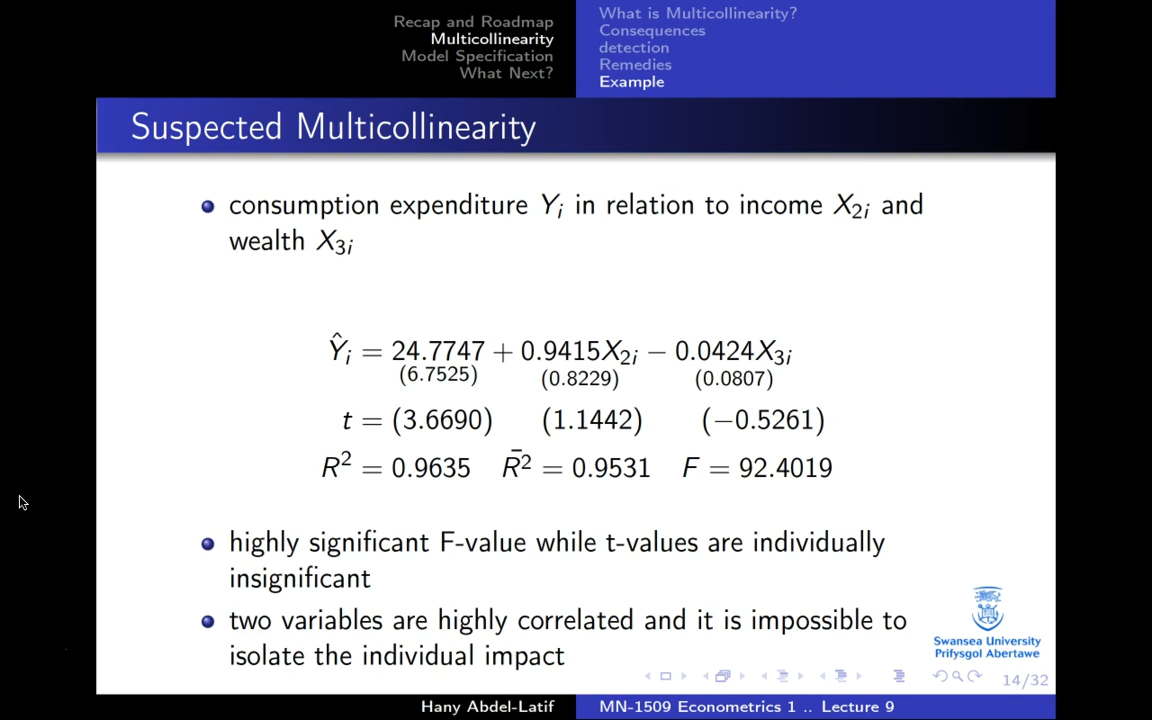 Recap and Roadmap
Multicollinearity
Model Specification
What Next?
What is Multicollinearity?
Consequences
detection
Remedies
Example
Suspected Multicollinearity
consumption expenditure Yᵢ in relation to income X₂ᵢ and
wealth X₃ᵢ
Ŷᵢ = 24.7747 + 0.9415X₂ᵢ − 0.0424X₃ᵢ
(6.7525) (0.8229) (0.0807)
t = (3.6690) (1.1442) (−0.5261)
R² = 0.9635 R̄² = 0.9531 F = 92.4019
highly significant F-value while t-values are individually
insignificant
two variables are highly correlated and it is impossible to
isolate the individual impact
Swansea University
Prifysgol Abertawe
14/32
Hany Abdel-Latif
MN-1509 Econometrics 1 .. Lecture 9